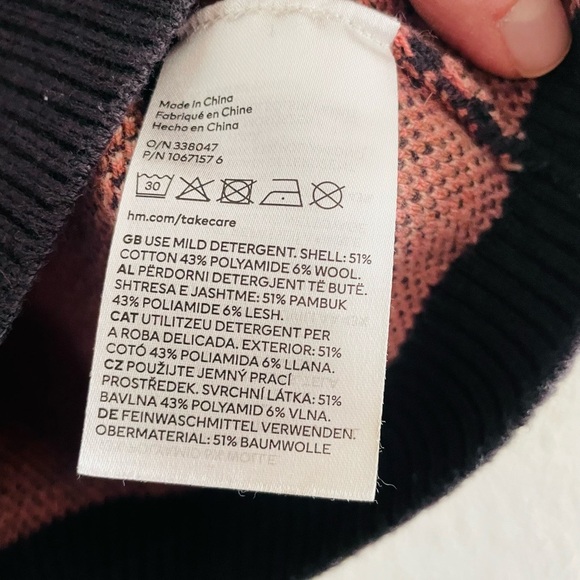 Made in China
Fabriqué en Chine
Hecho en China
O/N 338047
P/N 1067157 6
30
hm.com/takecare
GB USE MILD DETERGENT. SHELL: 51%
COTTON 43% POLYAMIDE 6% WOOL.
AL PËRDORNI DETERGJENT TË BUTË.
SHTRESA E JASHTME: 51% PAMBUK
43% POLIAMIDE 6% LESH.
CAT UTILITZEU DETERGENT PER
A ROBA DELICADA. EXTERIOR: 51%
COTÓ 43% POLIAMIDA 6% LLANA.
CZ POUŽIJTE JEMNÝ PRACÍ
PROSTŘEDEK. SVRCHNÍ LÁTKA: 51%
BAVLNA 43% POLYAMID 6% VLNA.
DE FEINWASCHMITTEL VERWENDEN.
OBERMATERIAL: 51% BAUMWOLLE